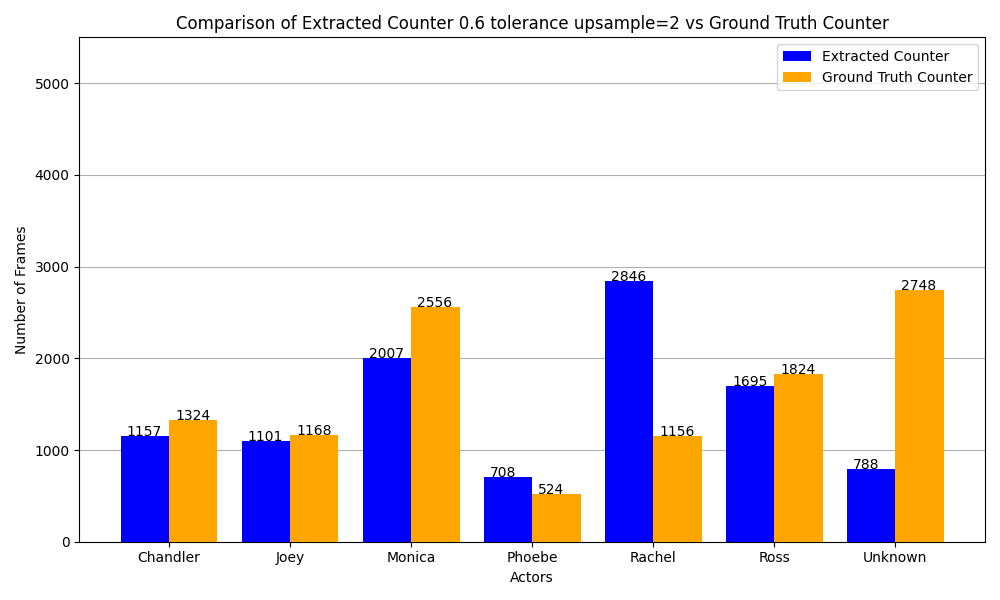 Comparison of Extracted Counter 0.6 tolerance upsample=2 vs Ground Truth Counter
Extracted Counter
Ground Truth Counter
Number of Frames
5000
4000
3000
2000
1000
0
1157
1324
1101
1168
2007
2556
708
524
2846
1156
1695
1824
788
2748
Chandler
Joey
Monica
Phoebe
Rachel
Ross
Unknown
Actors